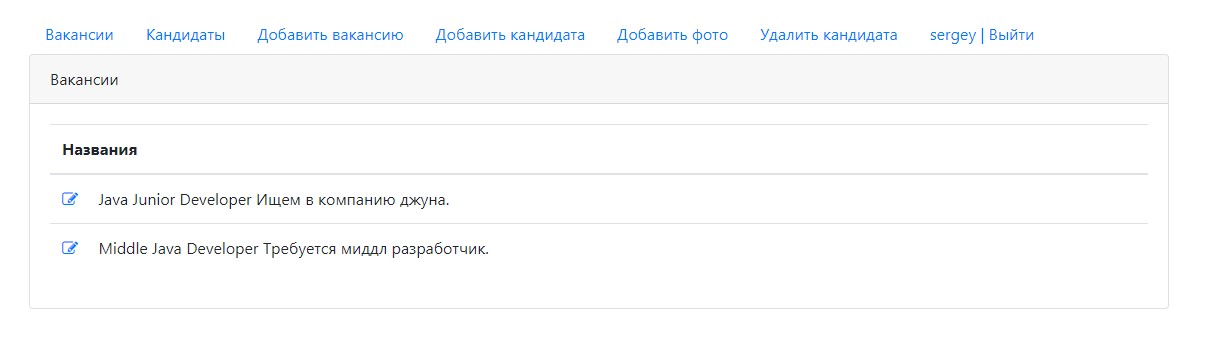 Вакансии Кандидаты Добавить вакансию Добавить кандидата Добавить фото Удалить кандидата sergey | Выйти
Вакансии
Названия
Java Junior Developer Ищем в компанию джуна.
Middle Java Developer Требуется миддл разработчик.